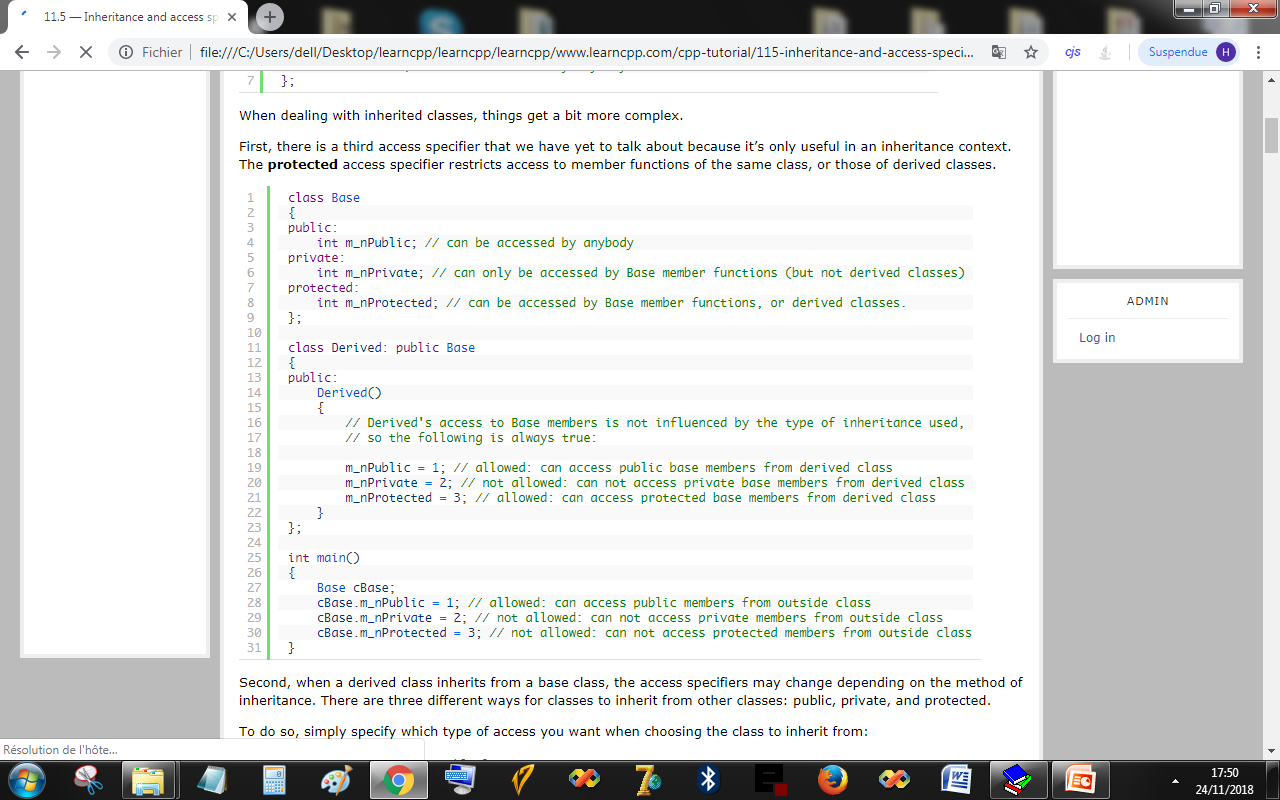 11.5 — Inheritance and access sp
Fichier
file:///C:/Users/dell/Desktop/learncpp/learncpp/learncpp/www.learncpp.com/cpp-tutorial/115-inheritance-and-access-speci...
cjs
Suspendue
H
7 };
When dealing with inherited classes, things get a bit more complex.
First, there is a third access specifier that we have yet to talk about because it’s only useful in an inheritance context.
The protected access specifier restricts access to member functions of the same class, or those of derived classes.
1 class Base
2 {
3 public:
4 int m_nPublic; // can be accessed by anybody
5 private:
6 int m_nPrivate; // can only be accessed by Base member functions (but not derived classes)
7 protected:
8 int m_nProtected; // can be accessed by Base member functions, or derived classes.
9 };
10
11 class Derived: public Base
12 {
13 public:
14 Derived()
15 {
16 // Derived's access to Base members is not influenced by the type of inheritance used,
17 // so the following is always true:
18
19 m_nPublic = 1; // allowed: can access public base members from derived class
20 m_nPrivate = 2; // not allowed: can not access private base members from derived class
21 m_nProtected = 3; // allowed: can access protected base members from derived class
22 }
23 };
24
25 int main()
26 {
27 Base cBase;
28 cBase.m_nPublic = 1; // allowed: can access public members from outside class
29 cBase.m_nPrivate = 2; // not allowed: can not access private members from outside class
30 cBase.m_nProtected = 3; // not allowed: can not access protected members from outside class
31 }
Second, when a derived class inherits from a base class, the access specifiers may change depending on the method of
inheritance. There are three different ways for classes to inherit from other classes: public, private, and protected.
To do so, simply specify which type of access you want when choosing the class to inherit from:
ADMIN
Log in
Résolution de l'hôte...
17:50
24/11/2018